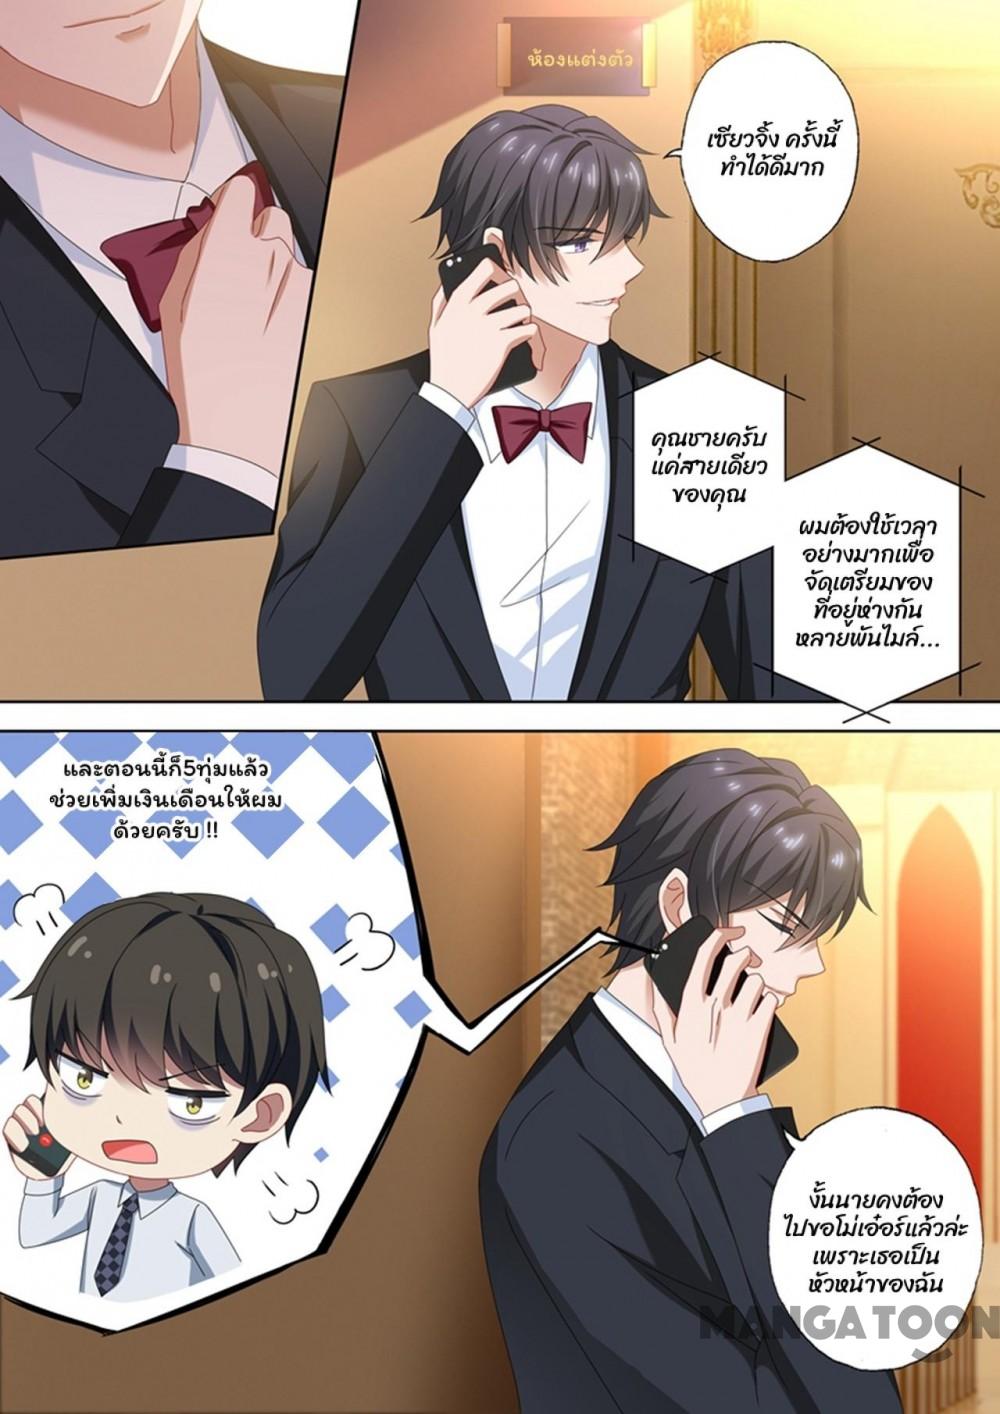 ห้องแต่งตัว
เซียวจิ้ง ครั้งนี้
ทำได้ดีมาก
คุณชายครับ
แค่สายเดียว
ของคุณ
ผมต้องใช้เวลา
อย่างมากเพื่อ
จัดเตรียมของ
ที่อยู่ห่างกัน
หลายพันไมล์...
และตอนนี้ก็5ทุ่มแล้ว
ช่วยเพิ่มเงินเดือนให้ผม
ด้วยครับ !!
งั้นนายคงต้อง
ไปขอโม่เอ๋อร์แล้วล่ะ
เพราะเธอเป็น
หัวหน้าของฉัน
MANGATOON